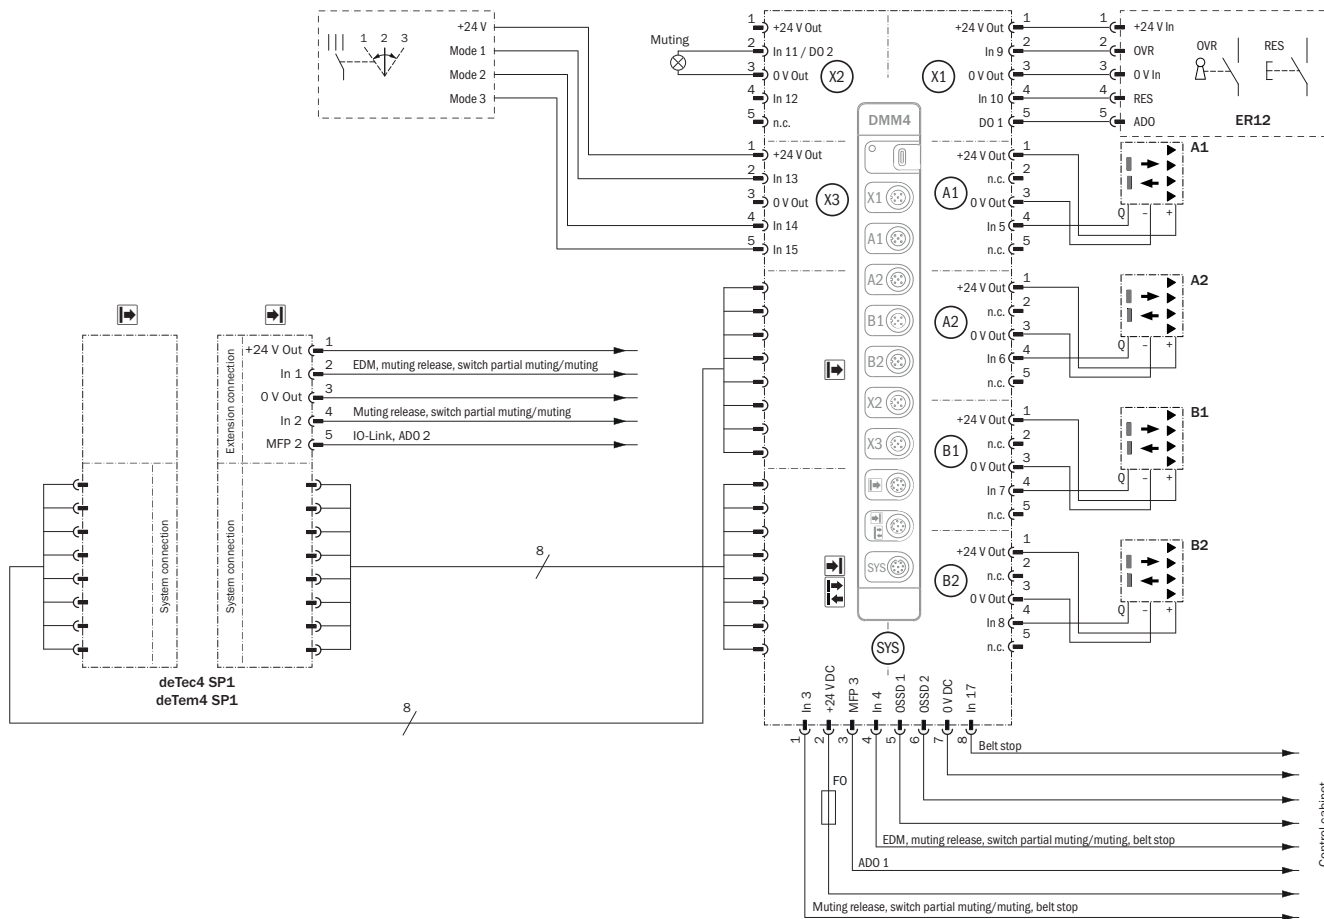 +24 V
Mode 1
Mode 2
Mode 3
1 2 3
Muting
1 +24 V Out
2 In 11 / DO 2
3 0 V Out
4 In 12
5 n.c.
X2
X1
+24 V Out 1
In 9 2
0 V Out 3
In 10 4
DO 1 5
1 +24 V In
2 OVR
3 0 V In
4 RES
5 ADO
OVR
RES
ER12
1 +24 V Out
2 In 13
3 0 V Out
4 In 14
5 In 15
X3
DMM4
X1
A1
A2
B1
B2
X2
X3
SYS
SYS
A1
+24 V Out 1
n.c. 2
0 V Out 3
In 5 4
n.c. 5
A1
Q – +
A2
+24 V Out 1
n.c. 2
0 V Out 3
In 6 4
n.c. 5
A2
Q – +
B1
+24 V Out 1
n.c. 2
0 V Out 3
In 7 4
n.c. 5
B1
Q – +
B2
+24 V Out 1
n.c. 2
0 V Out 3
In 8 4
n.c. 5
B2
Q – +
Extension connection
+24 V Out 1
In 1 2 EDM, muting release, switch partial muting/muting
0 V Out 3
In 2 4 Muting release, switch partial muting/muting
MFP 2 5 IO-Link, ADO 2
System connection
System connection
8
8
deTec4 SP1
deTem4 SP1
In 3
+24 V DC
MFP 3
In 4
OSSD 1
OSSD 2
0 V DC
In 17
1 2 3 4 5 6 7 8
F0
Belt stop
EDM, muting release, switch partial muting/muting, belt stop
ADO 1
Muting release, switch partial muting/muting, belt stop
Control cabinet